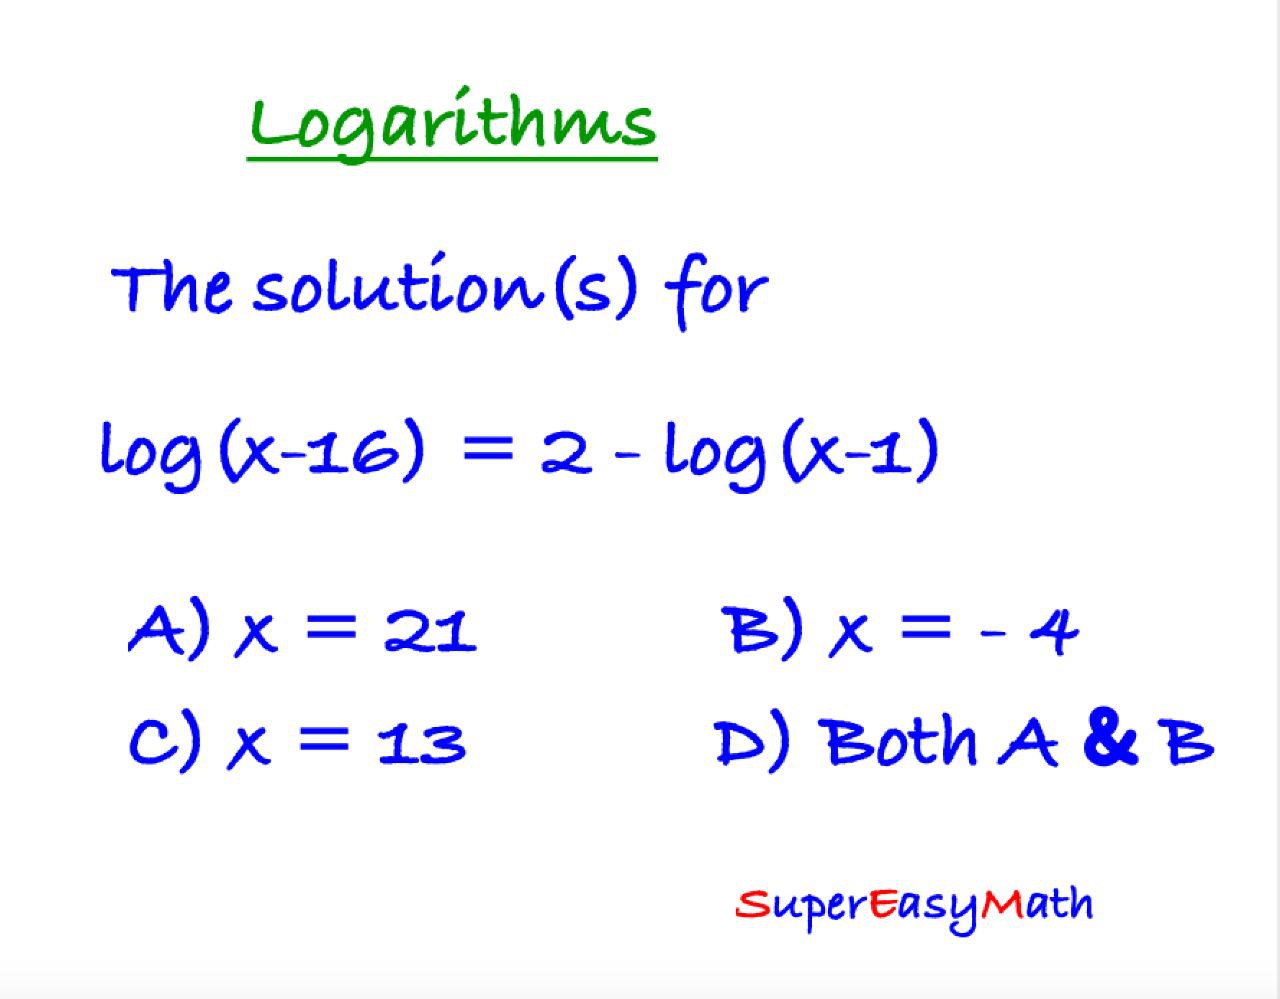 Logarithms
The solution(s) for
log(x-16) = 2 - log(x-1)
A) x = 21 B) x = - 4
C) x = 13 D) Both A & B
SuperEasyMath